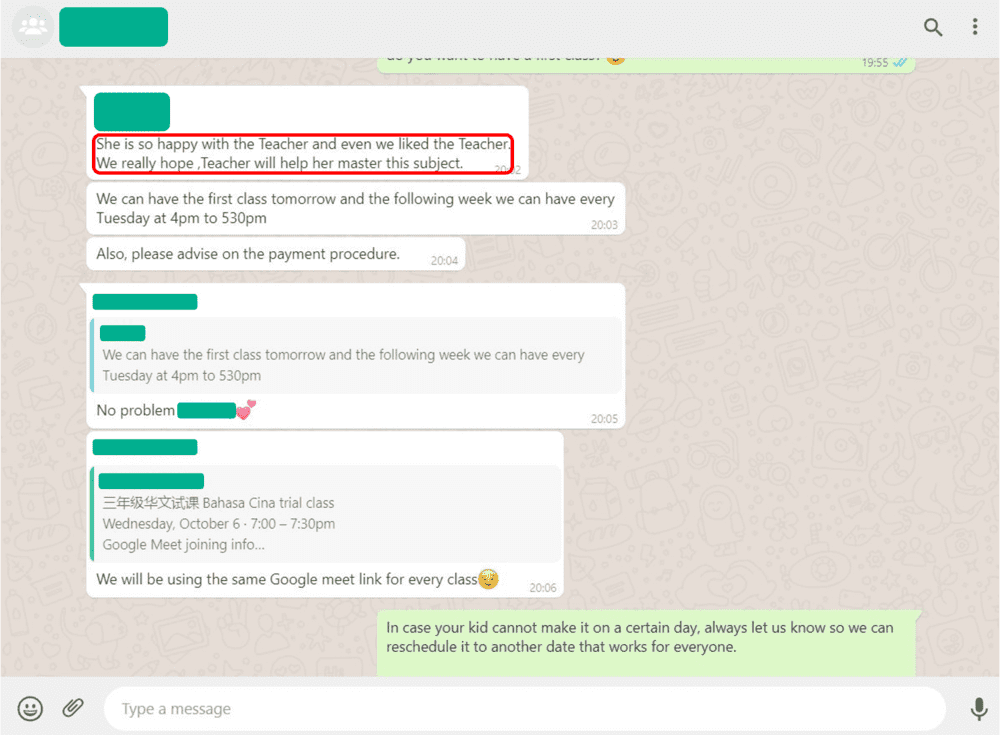 do you want to have a first class?
19:55
She is so happy with the Teacher and even we liked the Teacher.
We really hope ,Teacher will help her master this subject.
We can have the first class tomorrow and the following week we can have every
Tuesday at 4pm to 530pm
20:03
Also, please advise on the payment procedure.
20:04
We can have the first class tomorrow and the following week we can have every
Tuesday at 4pm to 530pm
No problem
20:05
三年级华文试课 Bahasa Cina trial class
Wednesday, October 6 · 7:00 – 7:30pm
Google Meet joining info...
We will be using the same Google meet link for every class
20:06
In case your kid cannot make it on a certain day, always let us know so we can
reschedule it to another date that works for everyone.
Type a message